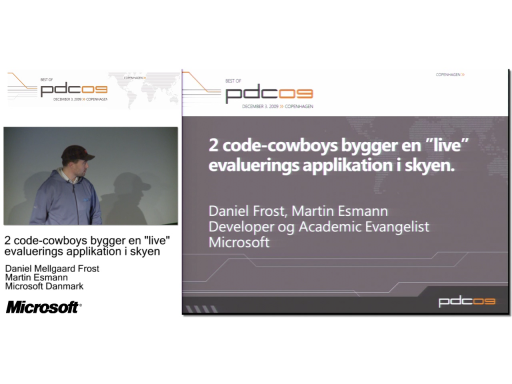 BEST OF
COPENHAGEN
pdc09
DECEMBER 3, 2009 COPENHAGEN
2 code-cowboys bygger en "live"
evaluerings applikation i skyen
Daniel Mellgaard Frost
Martin Esmann
Microsoft Danmark
Microsoft
BEST OF
COPENHAGEN
pdc09
DECEMBER 3, 2009 COPENHAGEN
2 code-cowboys bygger en ”live”
evaluerings applikation i skyen.
Daniel Frost, Martin Esmann
Developer og Academic Evangelist
Microsoft
pdc09